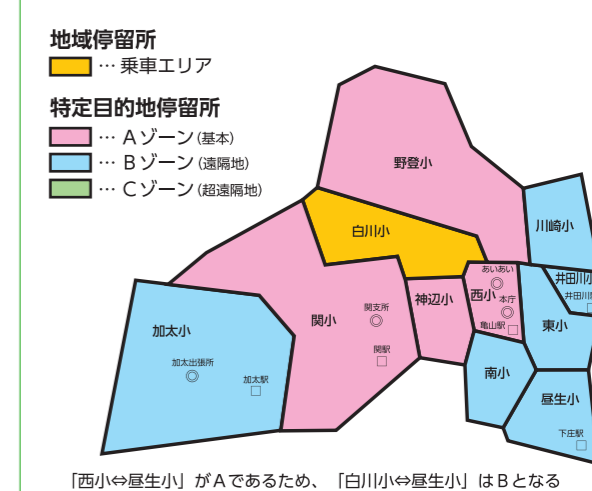 地域停留所
… 乗車エリア
特定目的地停留所
… Aゾーン(基本)
… Bゾーン(遠隔地)
… Cゾーン(超遠隔地)
野登小
川崎小
白川小
あいあい
井田川小
西小
本庁
井田川
神辺小
亀山駅
東小
関支所
関小
関駅
加太小
加太出張所
加太駅
南小
昼生小
下庄駅
「西小⇔昼生小」がAであるため、「白川小⇔昼生小」はBとなる